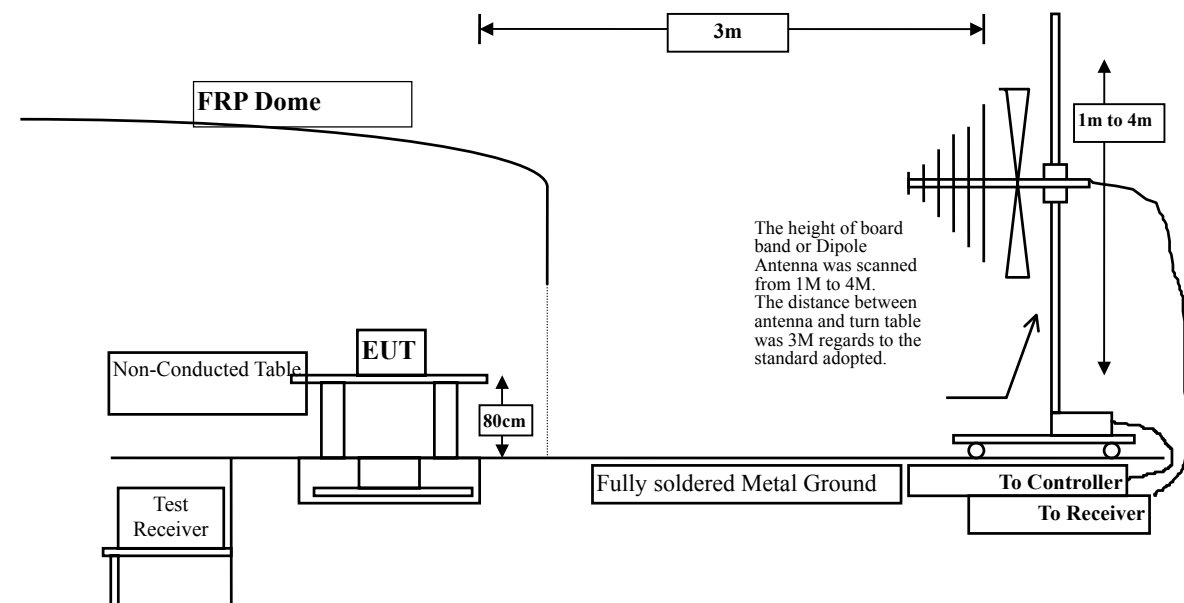 3m
FRP Dome
1m to 4m
The height of board
band or Dipole
Antenna was scanned
from 1M to 4M.
The distance between
antenna and turn table
was 3M regards to the
standard adopted.
EUT
Non-Conducted Table
80cm
Fully soldered Metal Ground
To Controller
To Receiver
Test
Receiver